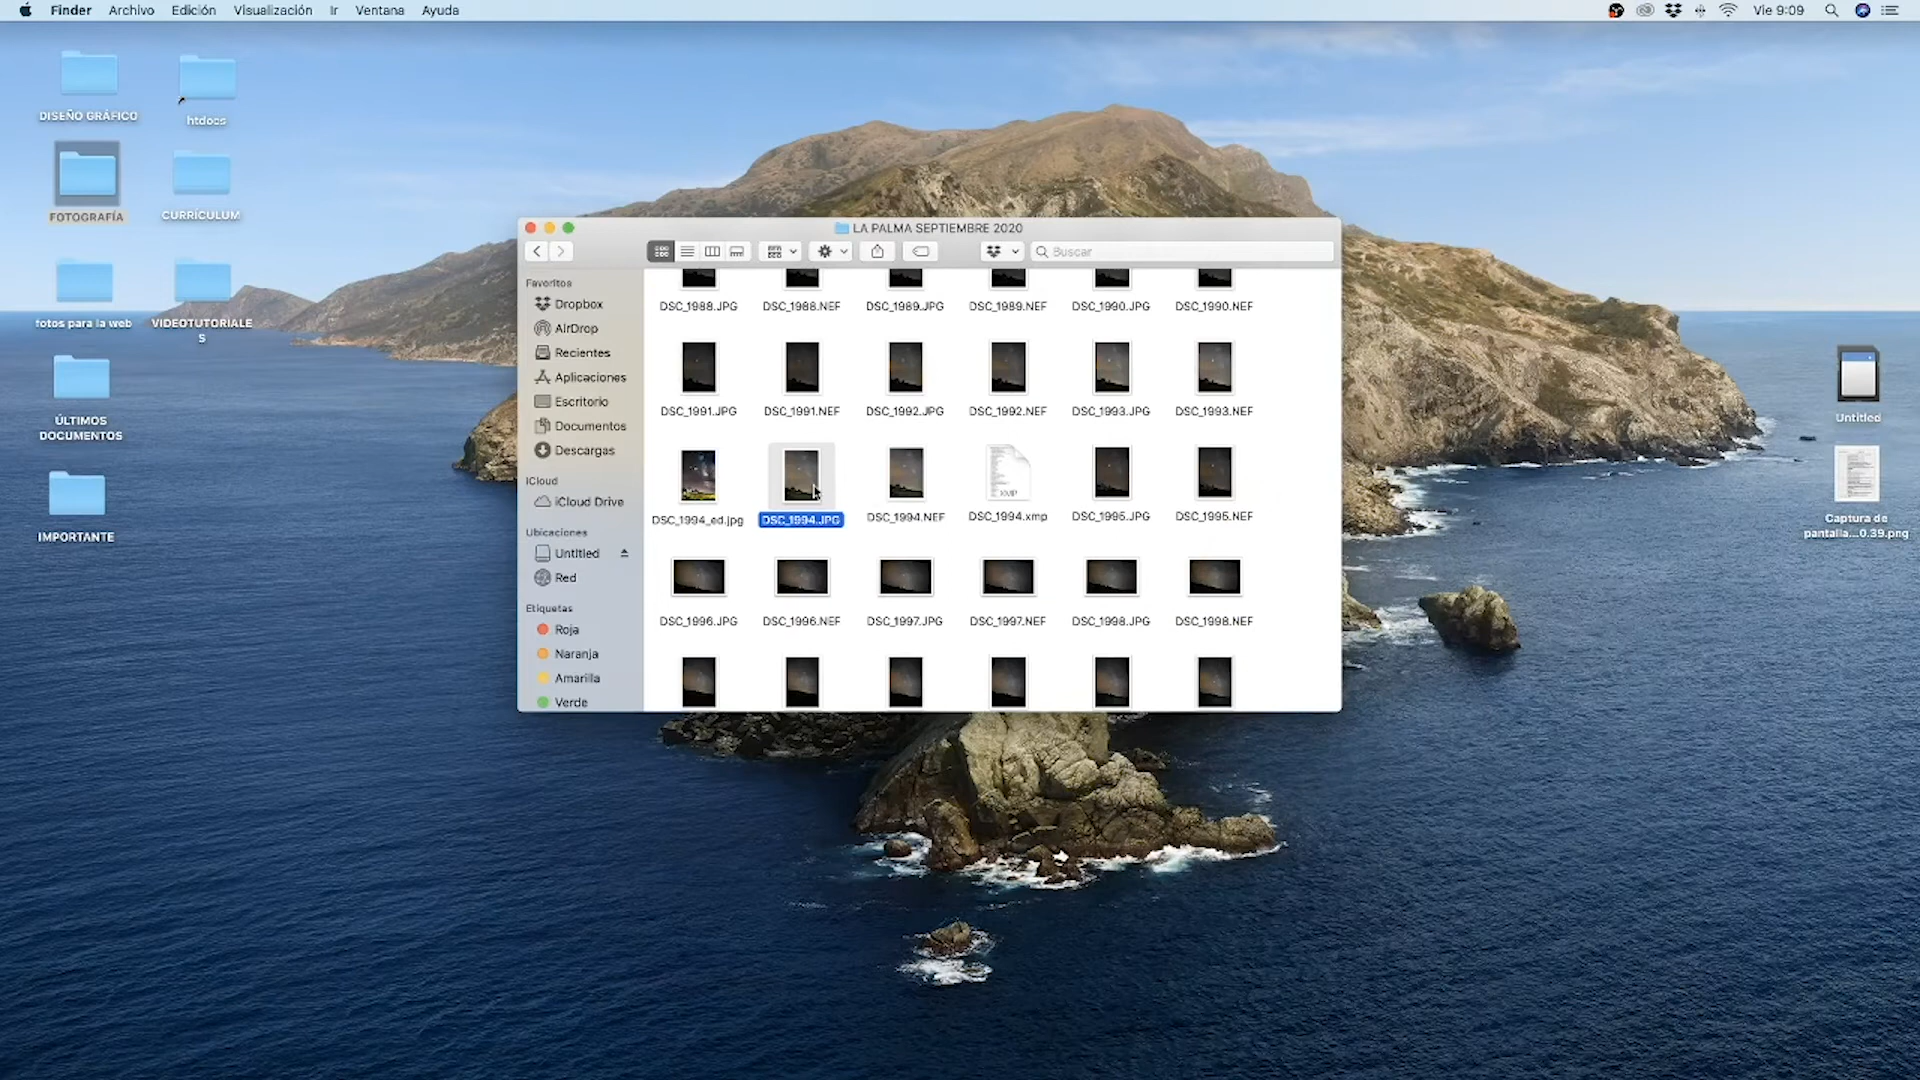 Finder Archivo Edición Visualización Ir Ventana Ayuda
Vie 9:09
DISEÑO GRÁFICO
htdocs
FOTOGRAFÍA
CURRÍCULUM
fotos para la web
VIDEOTUTORIALE
S
ÚLTIMOS
DOCUMENTOS
IMPORTANTE
LA PALMA SEPTIEMBRE 2020
Buscar
Favoritos
Dropbox
AirDrop
Recientes
Aplicaciones
Escritorio
Documentos
Descargas
iCloud
iCloud Drive
Ubicaciones
Untitled
Red
Etiquetas
Roja
Naranja
Amarilla
Verde
DSC_1988.JPG DSC_1988.NEF DSC_1989.JPG DSC_1989.NEF DSC_1990.JPG DSC_1990.NEF
DSC_1991.JPG DSC_1991.NEF DSC_1992.JPG DSC_1992.NEF DSC_1993.JPG DSC_1993.NEF
XMP
DSC_1994_ed.jpg DSC_1994.JPG DSC_1994.NEF DSC_1994.xmp DSC_1995.JPG DSC_1995.NEF
DSC_1996.JPG DSC_1996.NEF DSC_1997.JPG DSC_1997.NEF DSC_1998.JPG DSC_1998.NEF
Untitled
Captura de
pantalla...0.39.png